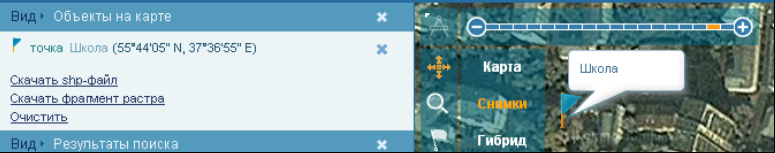 Вид Объекты на карте
точка Школа (55°44'05" N, 37°36'55" E)
Скачать shp-файл
Скачать фрагмент растра
Очистить
Вид Результаты поиска
Карта
Снимки
Гибрид
Школа